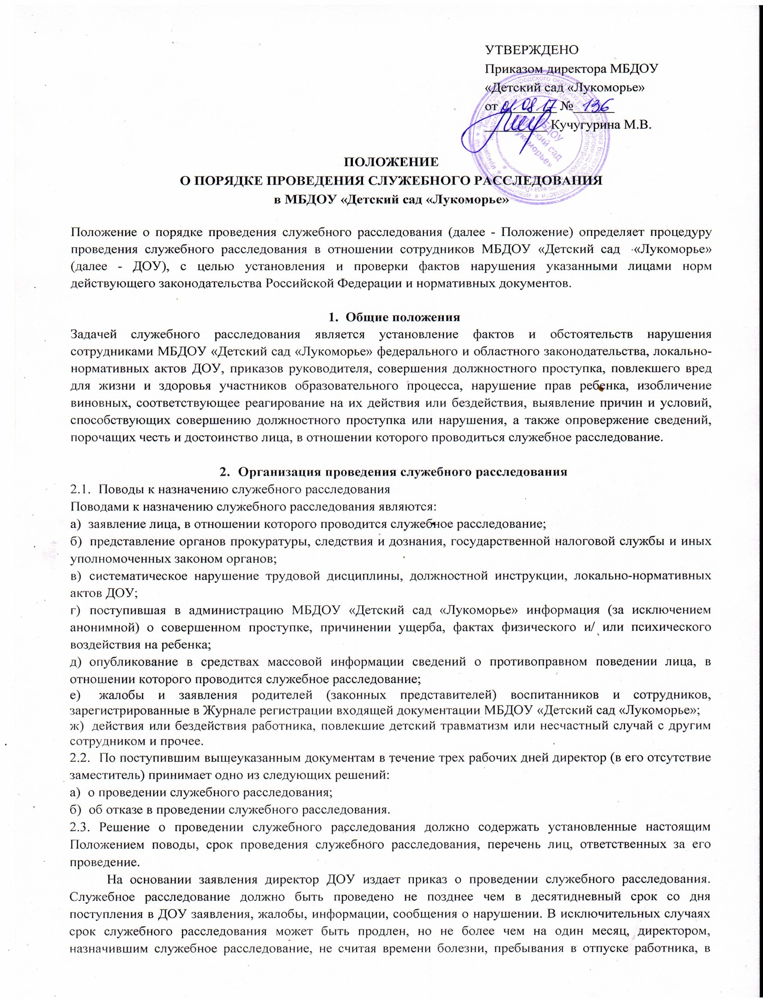 УТВЕРЖДЕНО
Приказом директора МБДОУ
«Детский сад «Лукоморье»
от 01.08.17 № 136
Кучугурина М.В.
МБДОУ
сад
«Лукоморье»
ПОЛОЖЕНИЕ
О ПОРЯДКЕ ПРОВЕДЕНИЯ СЛУЖЕБНОГО РАССЛЕДОВАНИЯ
в МБДОУ «Детский сад «Лукоморье»
Положение о порядке проведения служебного расследования (далее - Положение) определяет процедуру
проведения служебного расследования в отношении сотрудников МБДОУ «Детский сад «Лукоморье»
(далее - ДОУ), с целью установления и проверки фактов нарушения указанными лицами норм
действующего законодательства Российской Федерации и нормативных документов.
1. Общие положения
Задачей служебного расследования является установление фактов и обстоятельств нарушения
сотрудниками МБДОУ «Детский сад «Лукоморье» федерального и областного законодательства, локально-
нормативных актов ДОУ, приказов руководителя, совершения должностного проступка, повлекшего вред
для жизни и здоровья участников образовательного процесса, нарушение прав ребенка, изобличение
виновных, соответствующее реагирование на их действия или бездействия, выявление причин и условий,
способствующих совершению должностного проступка или нарушения, а также опровержение сведений,
порочащих честь и достоинство лица, в отношении которого проводиться служебное расследование.
2. Организация проведения служебного расследования
2.1. Поводы к назначению служебного расследования
Поводами к назначению служебного расследования являются:
а) заявление лица, в отношении которого проводится служебное расследование;
б) представление органов прокуратуры, следствия и дознания, государственной налоговой службы и иных
уполномоченных законом органов;
в) систематическое нарушение трудовой дисциплины, должностной инструкции, локально-нормативных
актов ДОУ;
г) поступившая в администрацию МБДОУ «Детский сад «Лукоморье» информация (за исключением
анонимной) о совершенном проступке, причинении ущерба, фактах физического и/ или психического
воздействия на ребенка;
д) опубликование в средствах массовой информации сведений о противоправном поведении лица, в
отношении которого проводится служебное расследование;
е) жалобы и заявления родителей (законных представителей) воспитанников и сотрудников,
зарегистрированные в Журнале регистрации входящей документации МБДОУ «Детский сад «Лукоморье»;
ж) действия или бездействия работника, повлекшие детский травматизм или несчастный случай с другим
сотрудником и прочее.
2.2. По поступившим вышеуказанным документам в течение трех рабочих дней директор (в его отсутствие
заместитель) принимает одно из следующих решений:
а) о проведении служебного расследования;
б) об отказе в проведении служебного расследования.
2.3. Решение о проведении служебного расследования должно содержать установленные настоящим
Положением поводы, срок проведения служебного расследования, перечень лиц, ответственных за его
проведение.
На основании заявления директор ДОУ издает приказ о проведении служебного расследования.
Служебное расследование должно быть проведено не позднее чем в десятидневный срок со дня
поступления в ДОУ заявления, жалобы, информации, сообщения о нарушении. В исключительных случаях
срок служебного расследования может быть продлен, но не более чем на один месяц, директором,
назначившим служебное расследование, не считая времени болезни, пребывания в отпуске работника, в